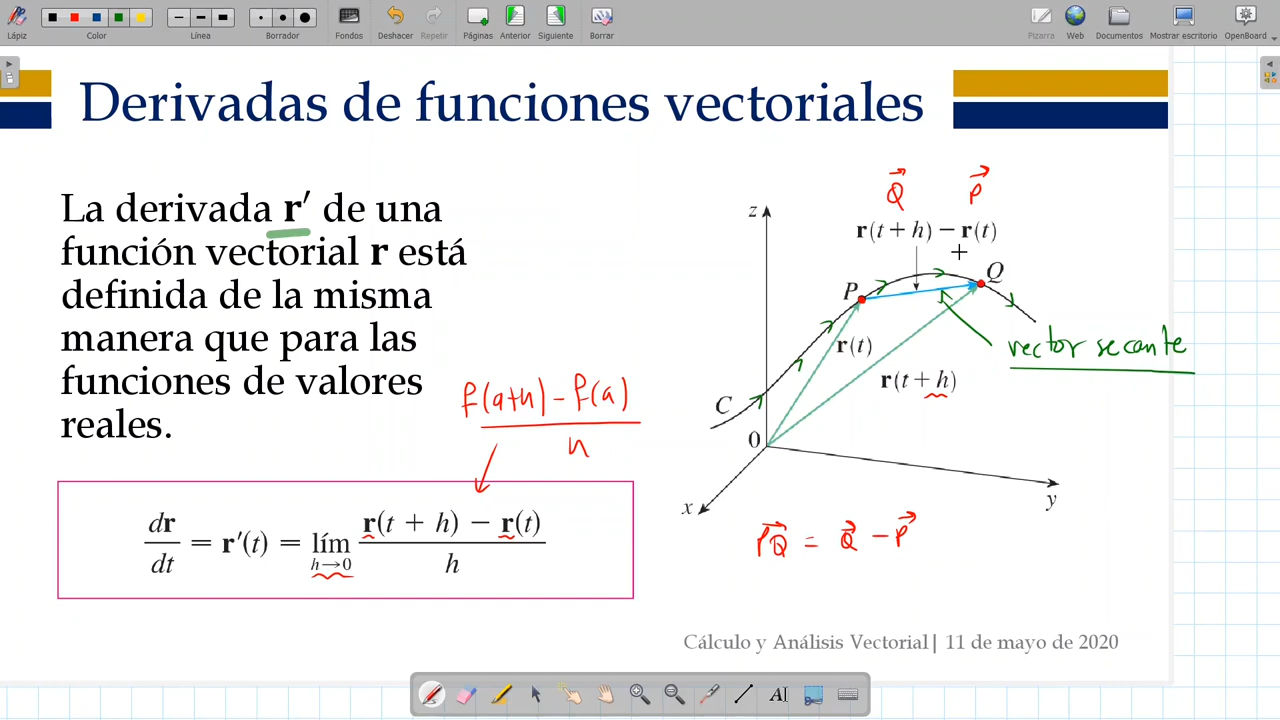 Lápiz Color Línea Borrador Fondos Deshacer Repetir Páginas Anterior Siguiente Borrar Pizarra Web Documentos Mostrar escritorio OpenBoard
Derivadas de funciones vectoriales
La derivada r′ de una
función vectorial r está
definida de la misma
manera que para las
funciones de valores
reales.
f(a+h) − f(a)
h
dr/dt = r′(t) = lím h→0 r(t + h) − r(t) / h
Q P
r(t + h) − r(t)
z
P
Q
r(t)
vector secante
r(t + h)
C
0
x
y
PQ = Q − P
Cálculo y Análisis Vectorial| 11 de mayo de 2020
AI